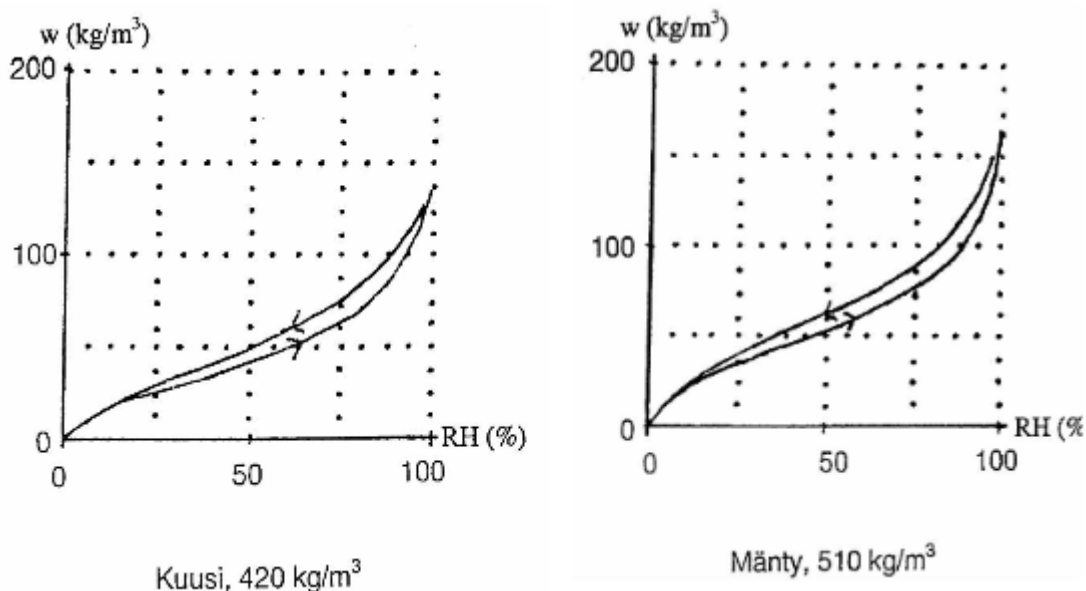 w (kg/m³)
200
100
0
0 50 100
RH (%)
Kuusi, 420 kg/m³
w (kg/m³)
200
100
0
0 50 100
RH (%
Mänty, 510 kg/m³